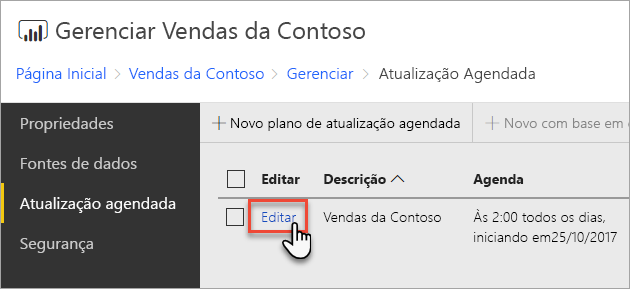 Gerenciar Vendas da Contoso
Página Inicial > Vendas da Contoso > Gerenciar > Atualização Agendada
Propriedades
Fontes de dados
Atualização agendada
Segurança
+ Novo plano de atualização agendada
+ Novo com base em
Editar Descrição Agenda
Editar Vendas da Contoso Às 2:00 todos os dias,
iniciando em25/10/2017